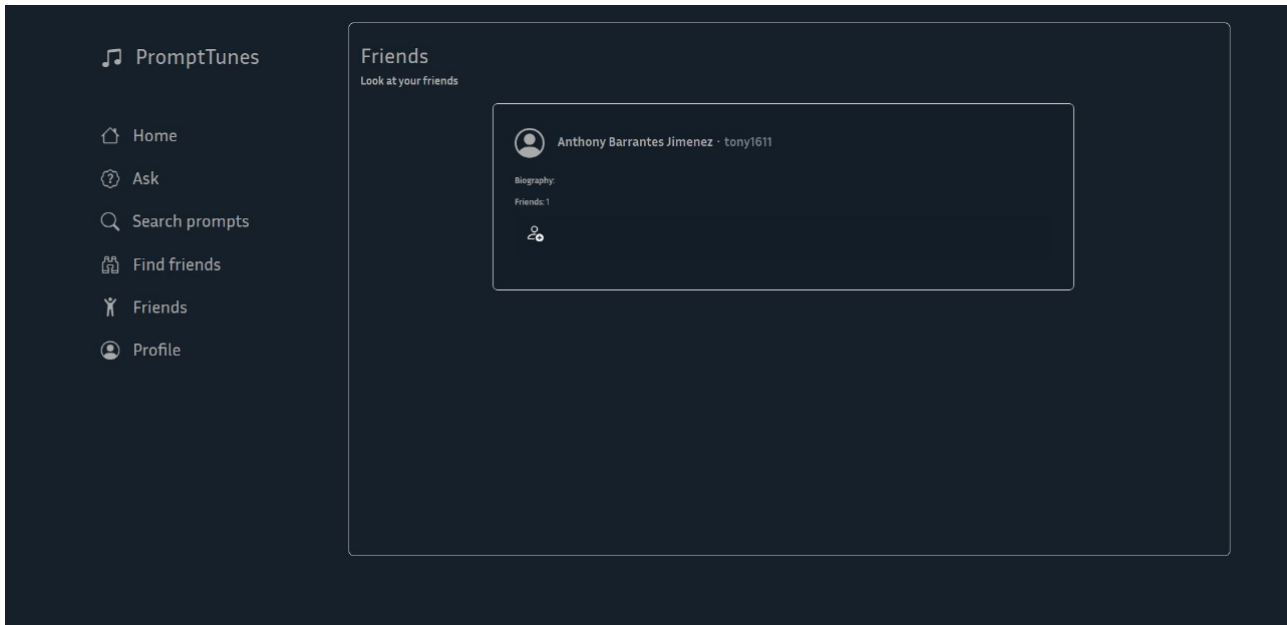 PromptTunes
Home
Ask
Search prompts
Find friends
Friends
Profile
Friends
Look at your friends
Anthony Barrantes Jimenez · tony1611
Biography:
Friends: 1